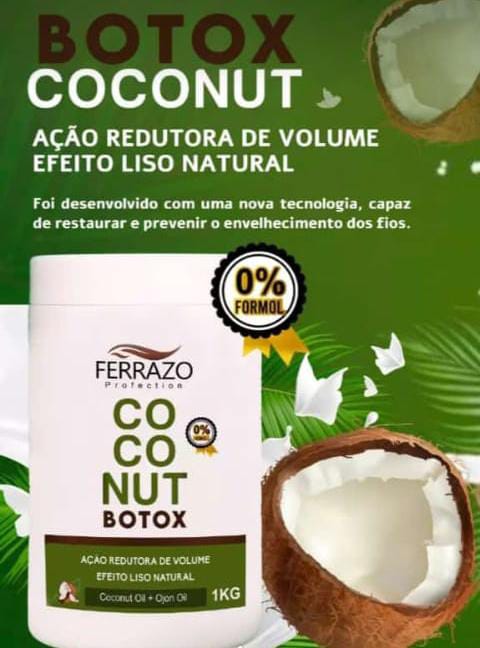 BOTOX
COCONUT
AÇÃO REDUTORA DE VOLUME
EFEITO LISO NATURAL
Foi desenvolvido com uma nova tecnologia, capaz
de restaurar e prevenir o envelhecimento dos fios.
0%
FORMOL
FERRAZO
Profection
CO
CO
NUT
BOTOX
0%
AÇÃO REDUTORA DE VOLUME
EFEITO LISO NATURAL
Coconut Oil + Ojon Oil
1KG